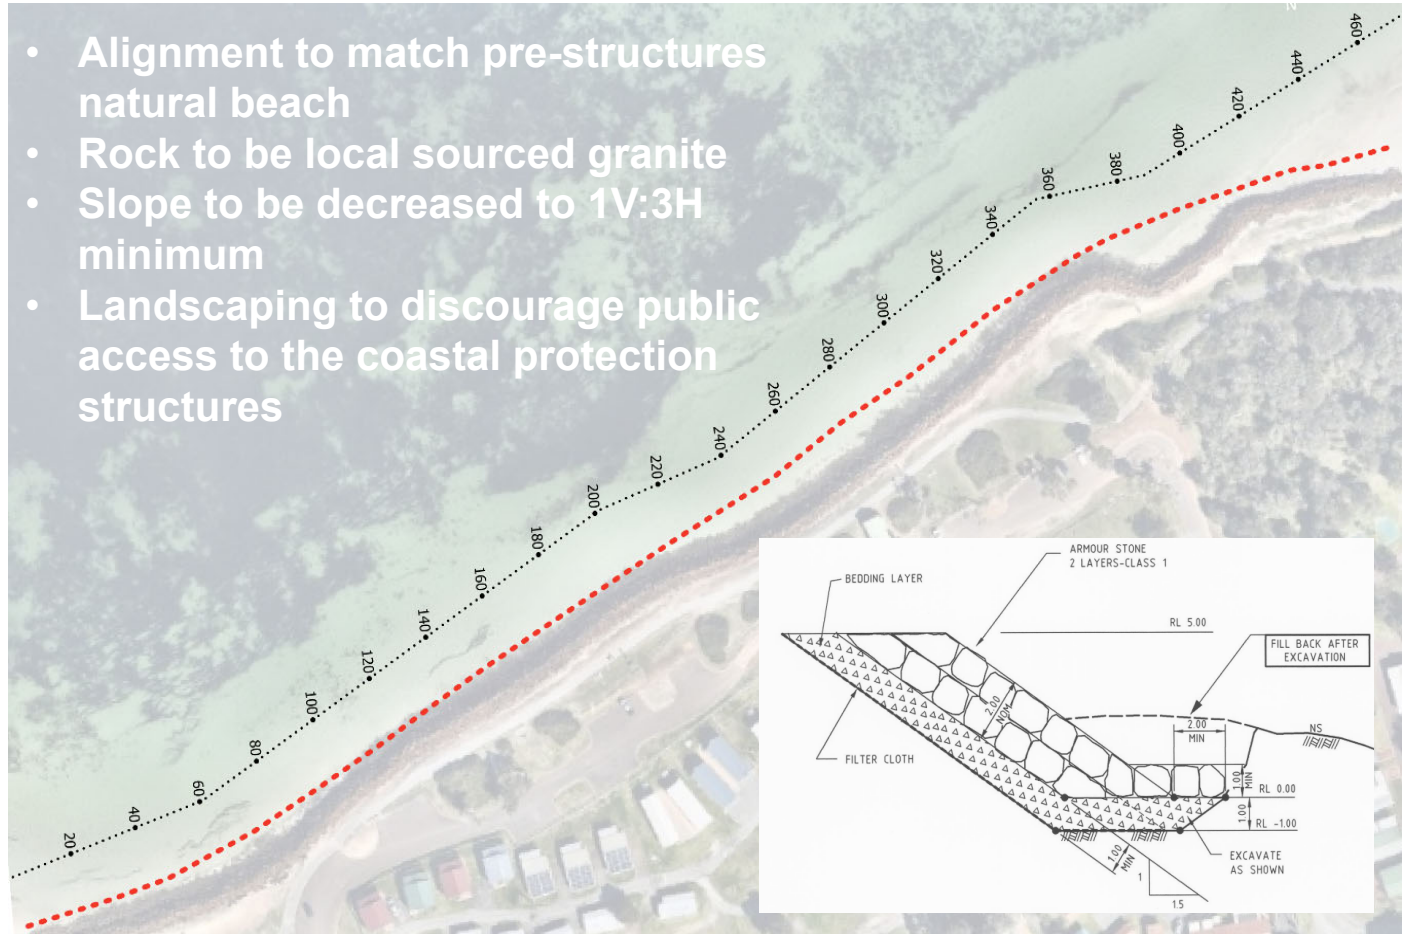 • Alignment to match pre-structures
natural beach
• Rock to be local sourced granite
• Slope to be decreased to 1V:3H
minimum
• Landscaping to discourage public
access to the coastal protection
structures
N
460
440
420
400
380
360
340
320
300
280
260
240
220
200
180
160
140
120
100
80
60
40
20
ARMOUR STONE
2 LAYERS-CLASS 1
BEDDING LAYER
RL 5.00
FILL BACK AFTER
EXCAVATION
2.00
NOM
2.00
MIN
NS
FILTER CLOTH
1.00
MIN
RL 0.00
1.00
RL -1.00
1.00
MIN
EXCAVATE
AS SHOWN
1
1.5